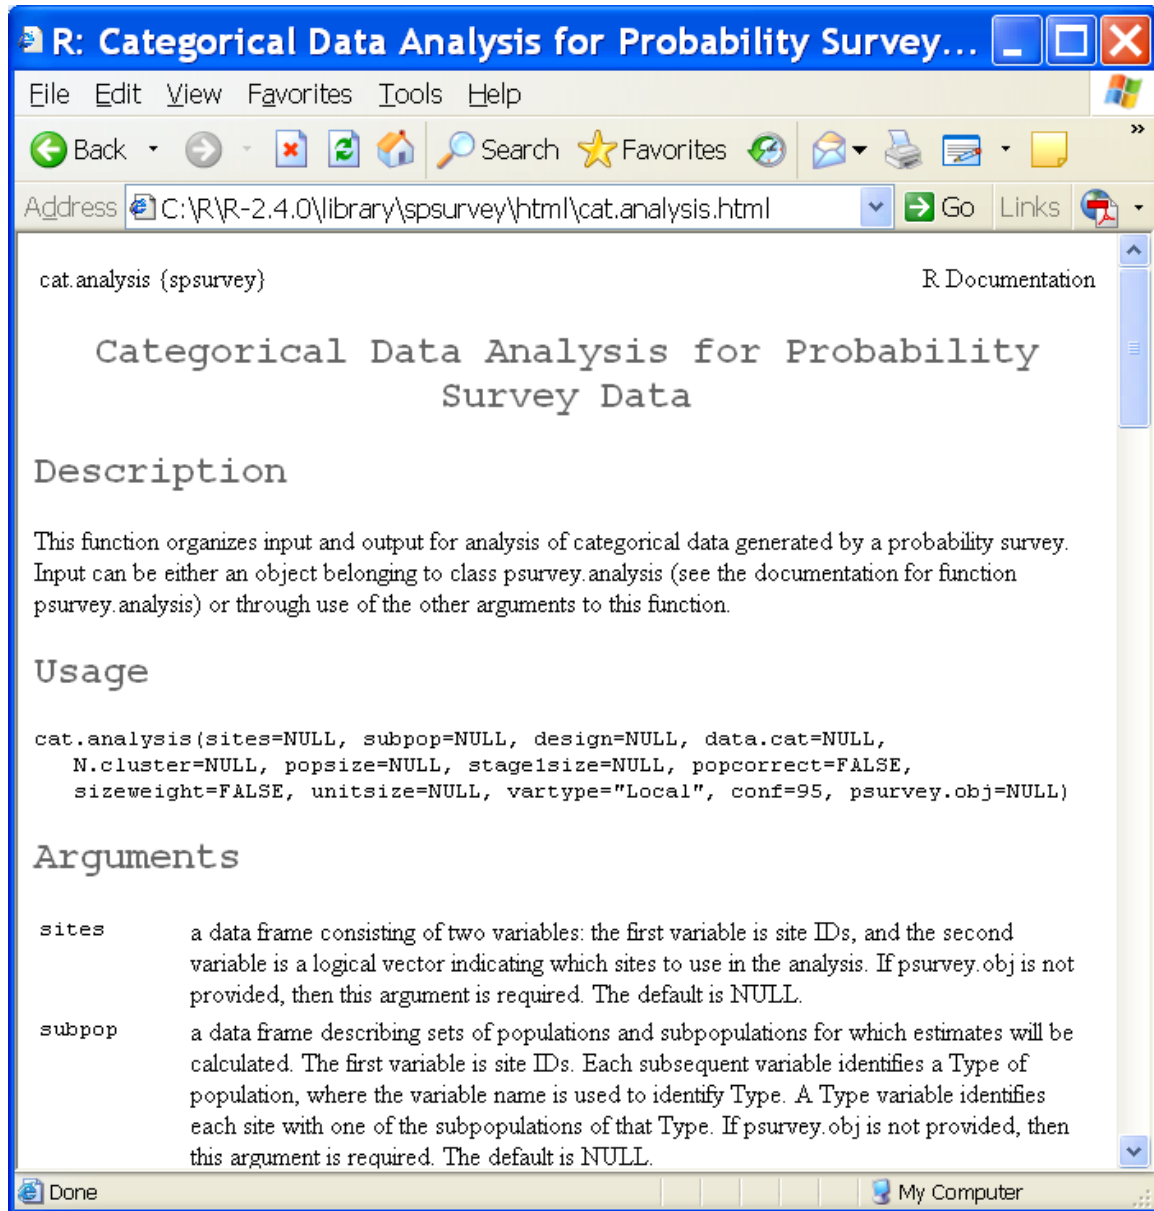 R: Categorical Data Analysis for Probability Survey...
File Edit View Favorites Tools Help
Back Search Favorites »
Address C:\R\R-2.4.0\library\spsurvey\html\cat.analysis.html Go Links
cat.analysis {spsurvey} R Documentation
Categorical Data Analysis for Probability
Survey Data
Description
This function organizes input and output for analysis of categorical data generated by a probability survey.
Input can be either an object belonging to class psurvey.analysis (see the documentation for function
psurvey.analysis) or through use of the other arguments to this function.
Usage
cat.analysis(sites=NULL, subpop=NULL, design=NULL, data.cat=NULL,
N.cluster=NULL, popsize=NULL, stage1size=NULL, popcorrect=FALSE,
sizeweight=FALSE, unitsize=NULL, vartype="Local", conf=95, psurvey.obj=NULL)
Arguments
sites a data frame consisting of two variables: the first variable is site IDs, and the second
variable is a logical vector indicating which sites to use in the analysis. If psurvey.obj is not
provided, then this argument is required. The default is NULL.
subpop a data frame describing sets of populations and subpopulations for which estimates will be
calculated. The first variable is site IDs. Each subsequent variable identifies a Type of
population, where the variable name is used to identify Type. A Type variable identifies
each site with one of the subpopulations of that Type. If psurvey.obj is not provided, then
this argument is required. The default is NULL.
Done My Computer